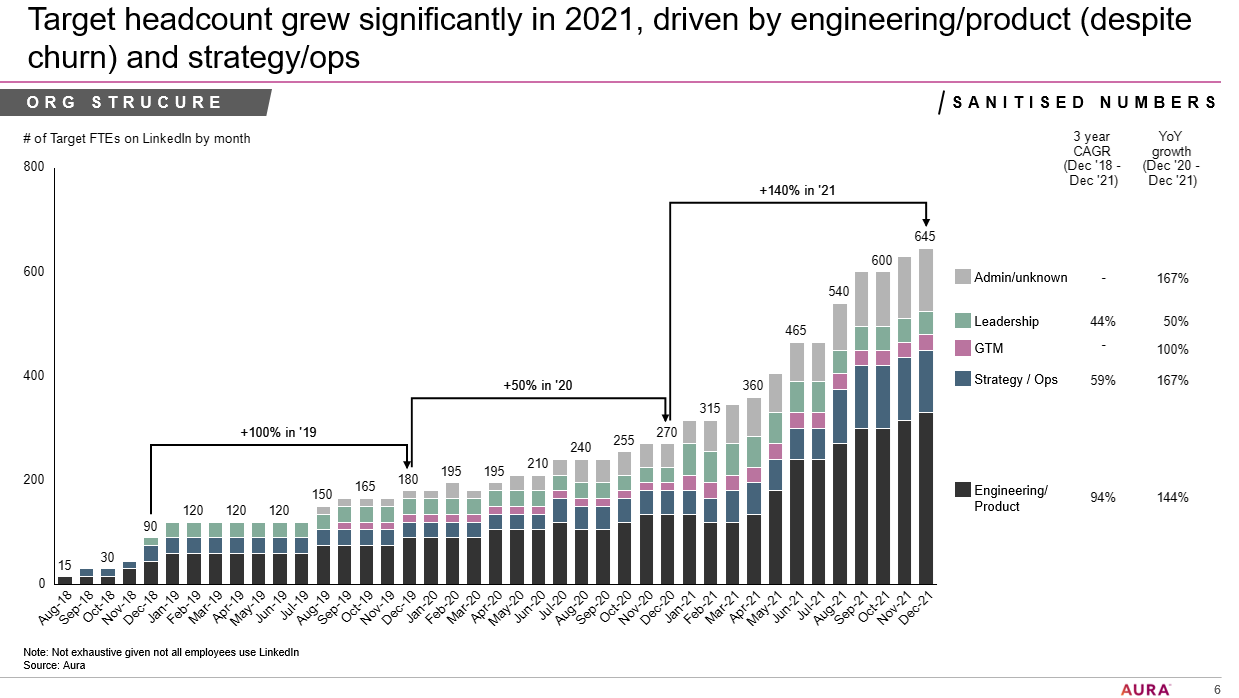 Target headcount grew significantly in 2021, driven by engineering/product (despite
churn) and strategy/ops
ORG STRUCURE
SANITISED NUMBERS
# of Target FTEs on LinkedIn by month
3 year
CAGR
(Dec '18 -
Dec '21)
YoY
growth
(Dec '20 -
Dec '21)
800
600
400
200
0
+100% in '19
+50% in '20
+140% in '21
15
30
90
120
120
120
150
165
180
195
195
210
240
255
270
315
360
465
540
600
645
Admin/unknown - 167%
Leadership 44% 50%
GTM - 100%
Strategy / Ops 59% 167%
Engineering/
Product 94% 144%
Aug-18
Sep-18
Oct-18
Nov-18
Dec-18
Jan-19
Feb-19
Mar-19
Apr-19
May-19
Jun-19
Jul-19
Aug-19
Sep-19
Oct-19
Nov-19
Dec-19
Jan-20
Feb-20
Mar-20
Apr-20
May-20
Jun-20
Jul-20
Aug-20
Sep-20
Oct-20
Nov-20
Dec-20
Jan-21
Feb-21
Mar-21
Apr-21
May-21
Jun-21
Jul-21
Aug-21
Sep-21
Oct-21
Nov-21
Dec-21
Note: Not exhaustive given not all employees use LinkedIn
Source: Aura
AURA
6